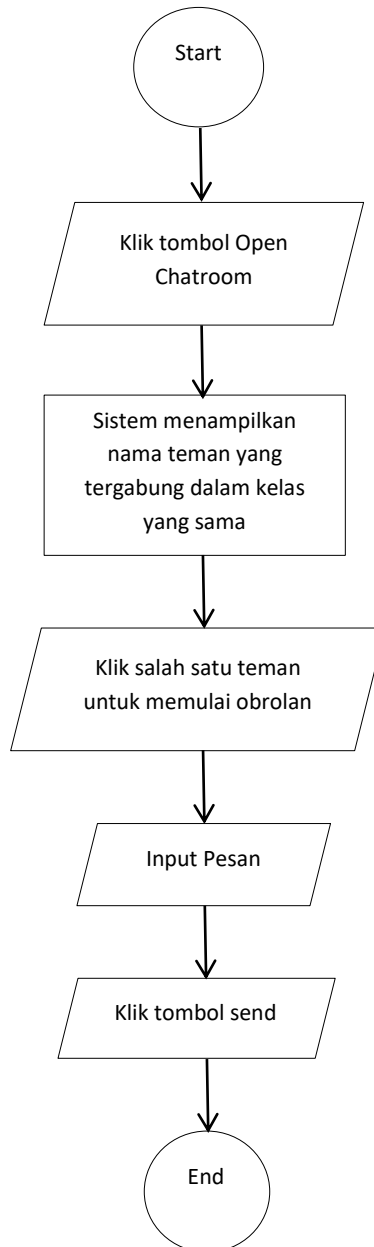 Start
Klik tombol Open
Chatroom
Sistem menampilkan
nama teman yang
tergabung dalam kelas
yang sama
Klik salah satu teman
untuk memulai obrolan
Input Pesan
Klik tombol send
End